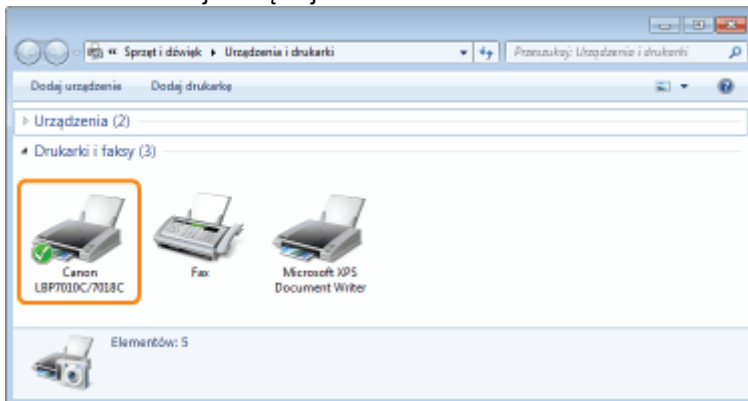 Sprzęt i dźwięk ▸ Urządzenia i drukarki
Przeszukaj: Urządzenia i drukarki
Dodaj urządzenie Dodaj drukarkę
Urządzenia (2)
Drukarki i faksy (3)
Canon LBP7010C/7018C
Fax
Microsoft XPS Document Writer
Elementów: 5